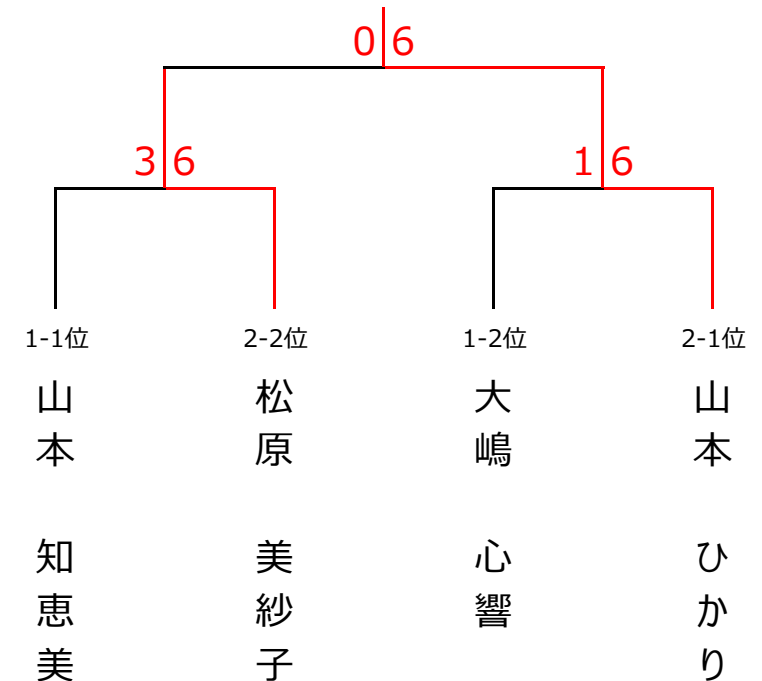 0 6
3 6
1 6
1-1位
2-2位
1-2位
2-1位
山本 知恵美
松原 美紗子
大嶋 心響
山本 ひかり